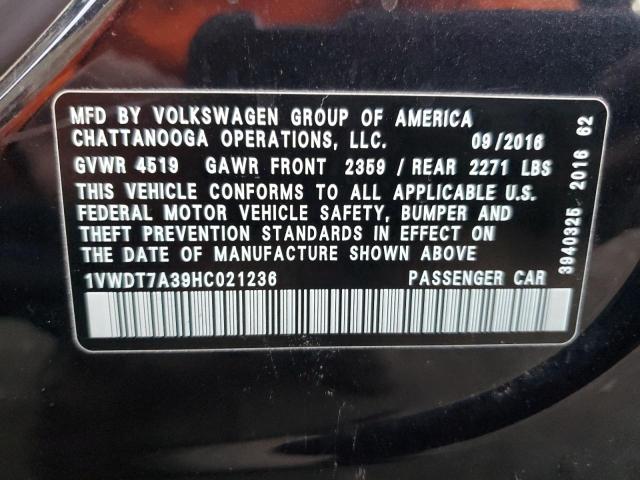 MFD BY VOLKSWAGEN GROUP OF AMERICA
CHATTANOOGA OPERATIONS, LLC. 09/2016
GVWR 4519 GAWR FRONT 2359 / REAR 2271 LBS
THIS VEHICLE CONFORMS TO ALL APPLICABLE U.S.
FEDERAL MOTOR VEHICLE SAFETY, BUMPER AND
THEFT PREVENTION STANDARDS IN EFFECT ON
THE DATE OF MANUFACTURE SHOWN ABOVE
1VWDT7A39HC021236 PASSENGER CAR
3940325 2016 62